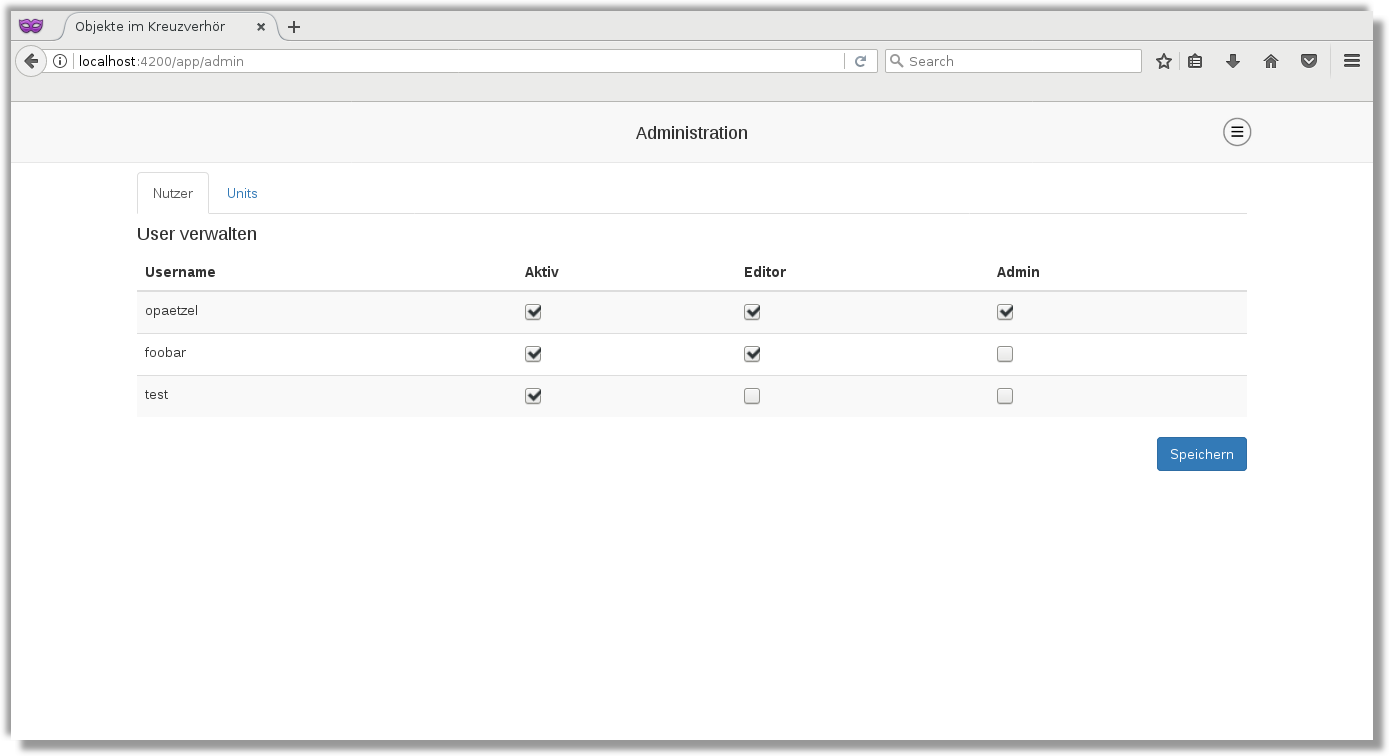 Objekte im Kreuzverhör
localhost:4200/app/admin
Search
Administration
Nutzer Units
User verwalten
Username Aktiv Editor Admin
opaetzel
foobar
test
Speichern